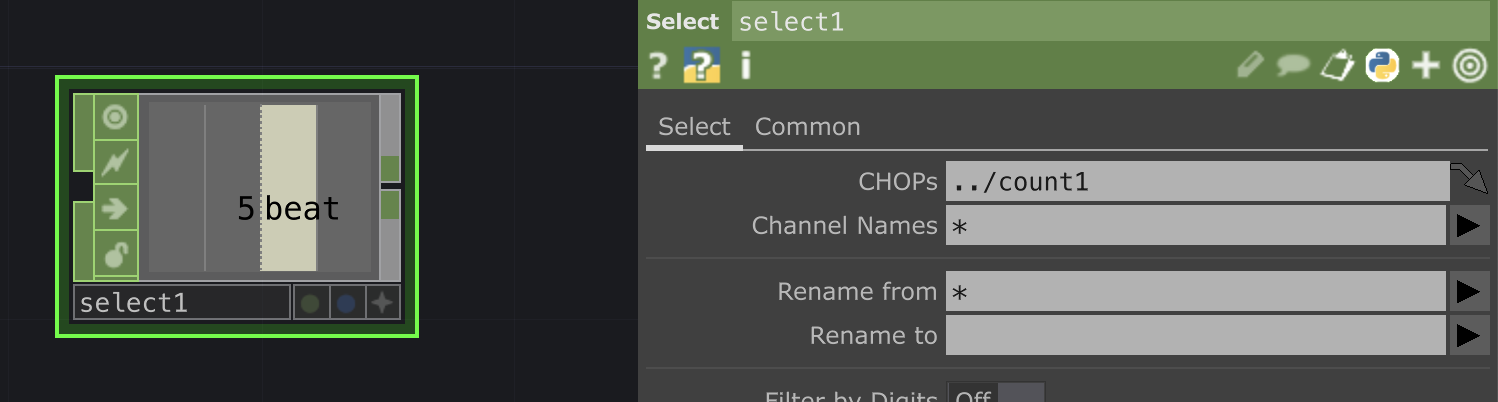 Select select1
? ? i
Select Common
CHOPs ../count1
Channel Names *
Rename from *
Rename to
Filter by Digits Off
5 beat
select1